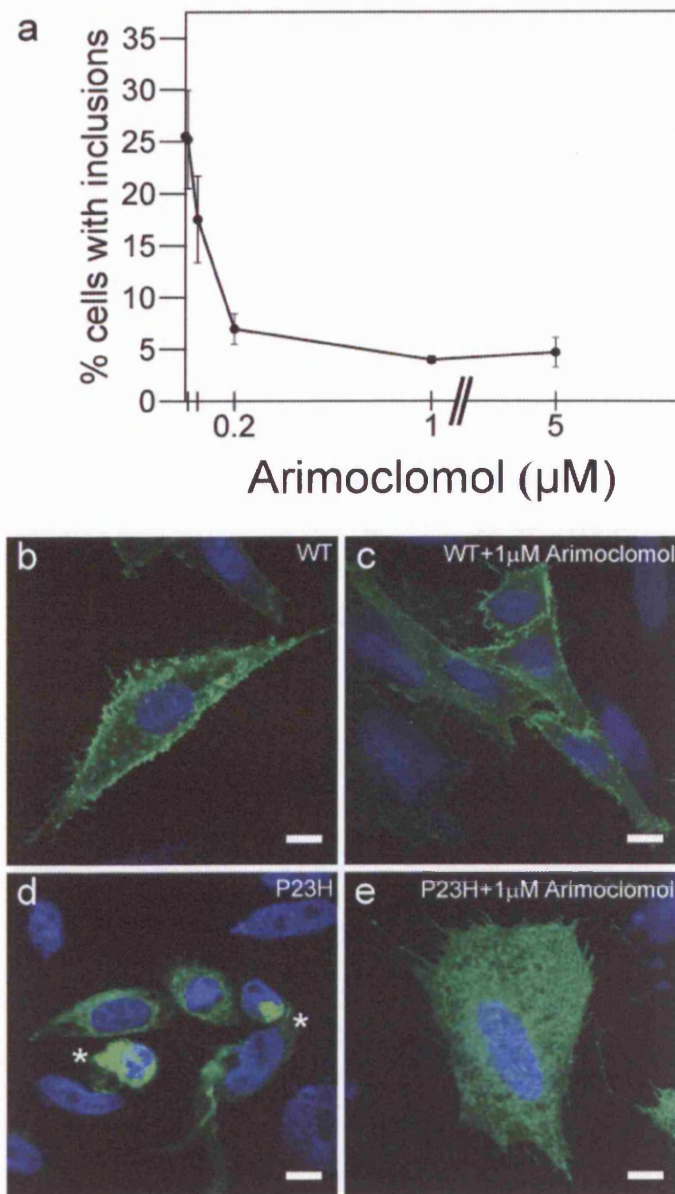 a
% cells with inclusions
35
30
25
20
15
10
5
0
0.2
1
5
Arimoclomol (µM)
b
WT
c
WT+1µM Arimoclomol
d
P23H
*
*
e
P23H+1µM Arimoclomol